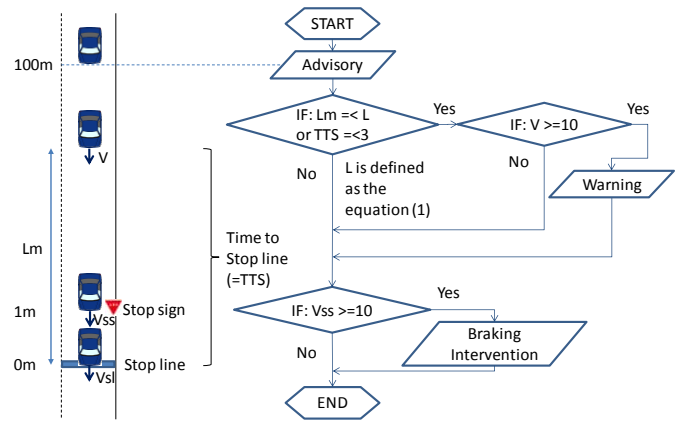 START
100m
Advisory
IF: Lm =< L
or TTS =<3
Yes
IF: V >=10
Yes
V
No
L is defined
as the
equation (1)
No
Warning
Lm
Time to
Stop line
(=TTS)
1m
Vss
Stop sign
IF: Vss >=10
Yes
Braking
Intervention
0m
Stop line
No
Vsl
END